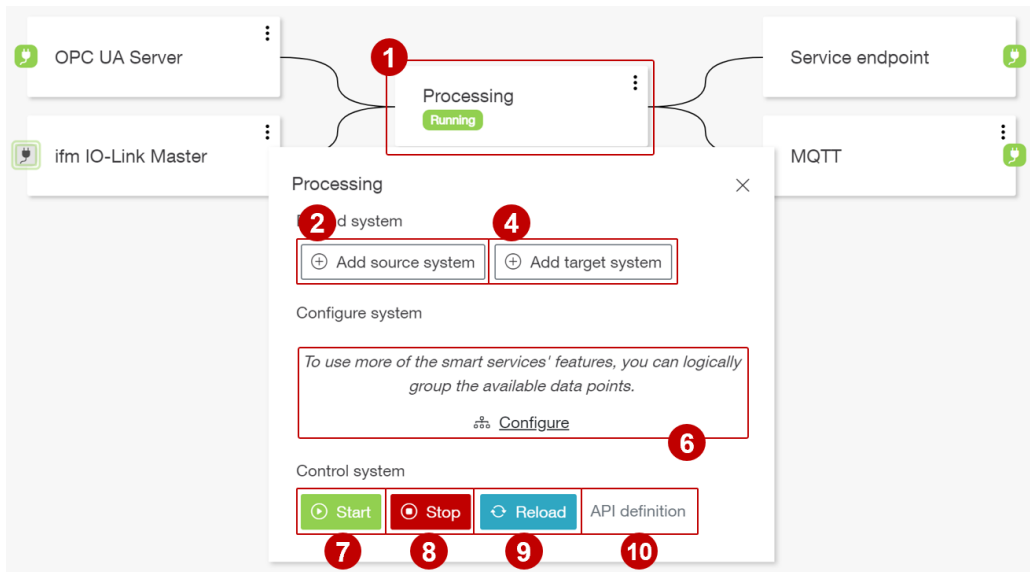 OPC UA Server
1
Service endpoint
Processing
Running
ifm IO-Link Master
MQTT
Processing
2
d system
4
Add source system
Add target system
Configure system
To use more of the smart services' features, you can logically
group the available data points.
Configure
6
Control system
Start
Stop
Reload
API definition
7
8
9
10